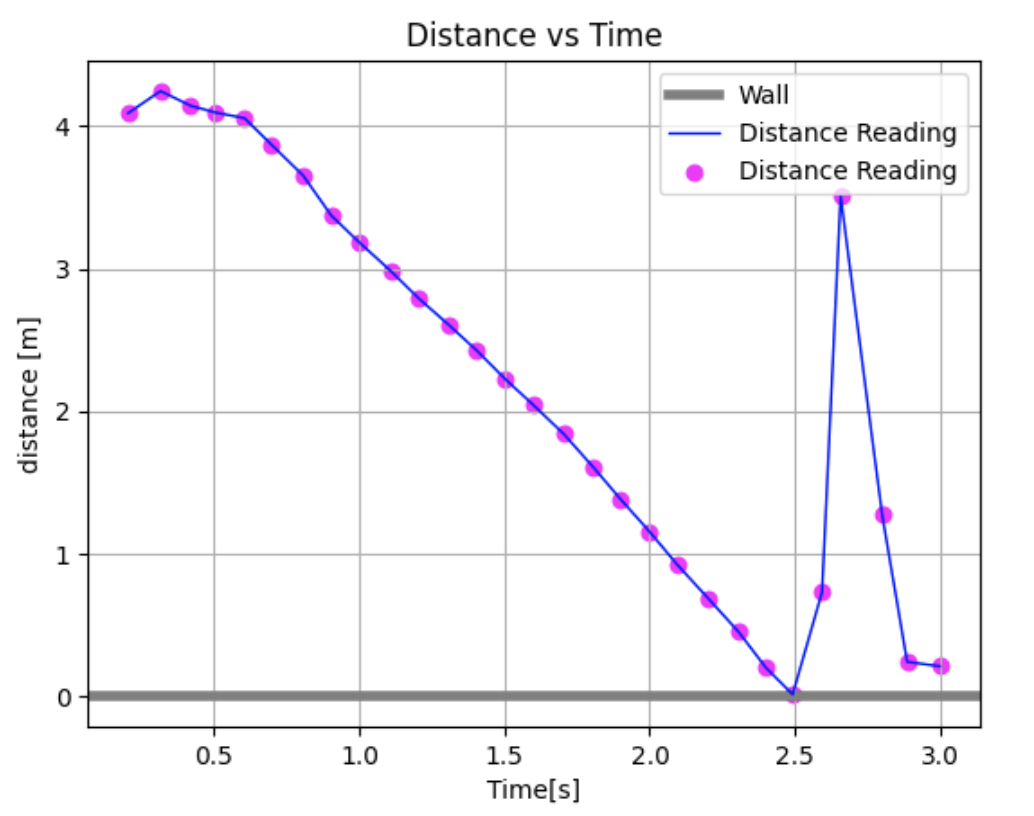 Distance vs Time
Wall
Distance Reading
Distance Reading
distance [m]
4
3
2
1
0
0.5 1.0 1.5 2.0 2.5 3.0
Time[s]